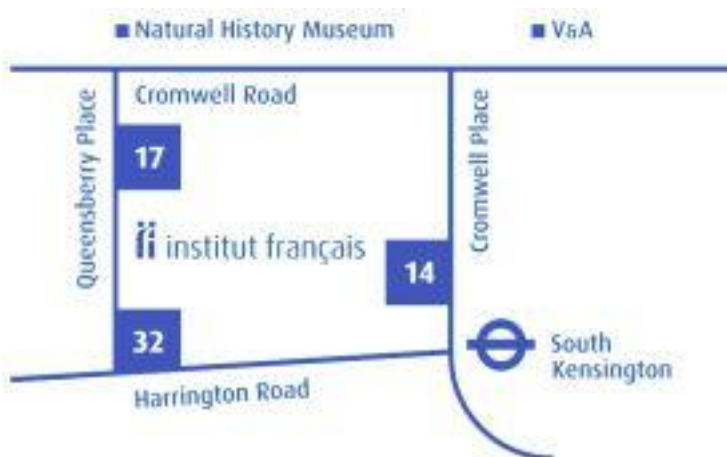 Natural History Museum
V&A
Cromwell Road
Queensberry Place
17
Cromwell Place
institut français
14
32
South
Kensington
Harrington Road